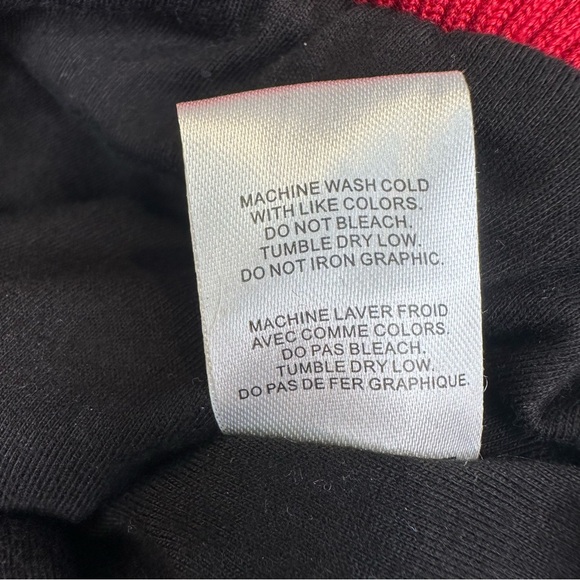 MACHINE WASH COLD
WITH LIKE COLORS.
DO NOT BLEACH.
TUMBLE DRY LOW.
DO NOT IRON GRAPHIC.
MACHINE LAVER FROID
AVEC COMME COLORS.
DO PAS BLEACH.
TUMBLE DRY LOW.
DO PAS DE FER GRAPHIQUE.